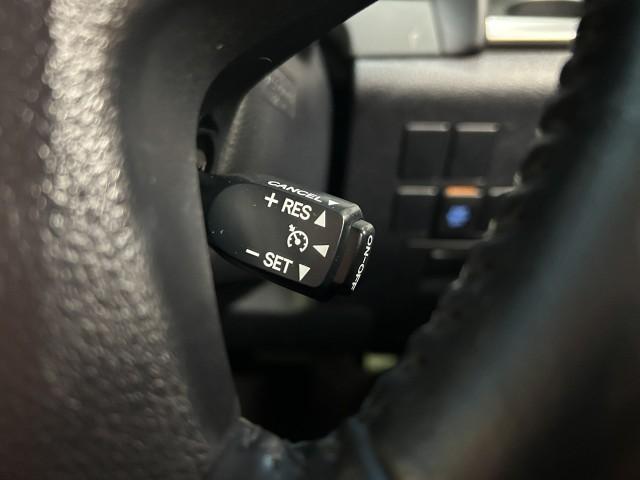 CANCEL ▼
+ RES ▲
◀
− SET ▼
ON-OFF